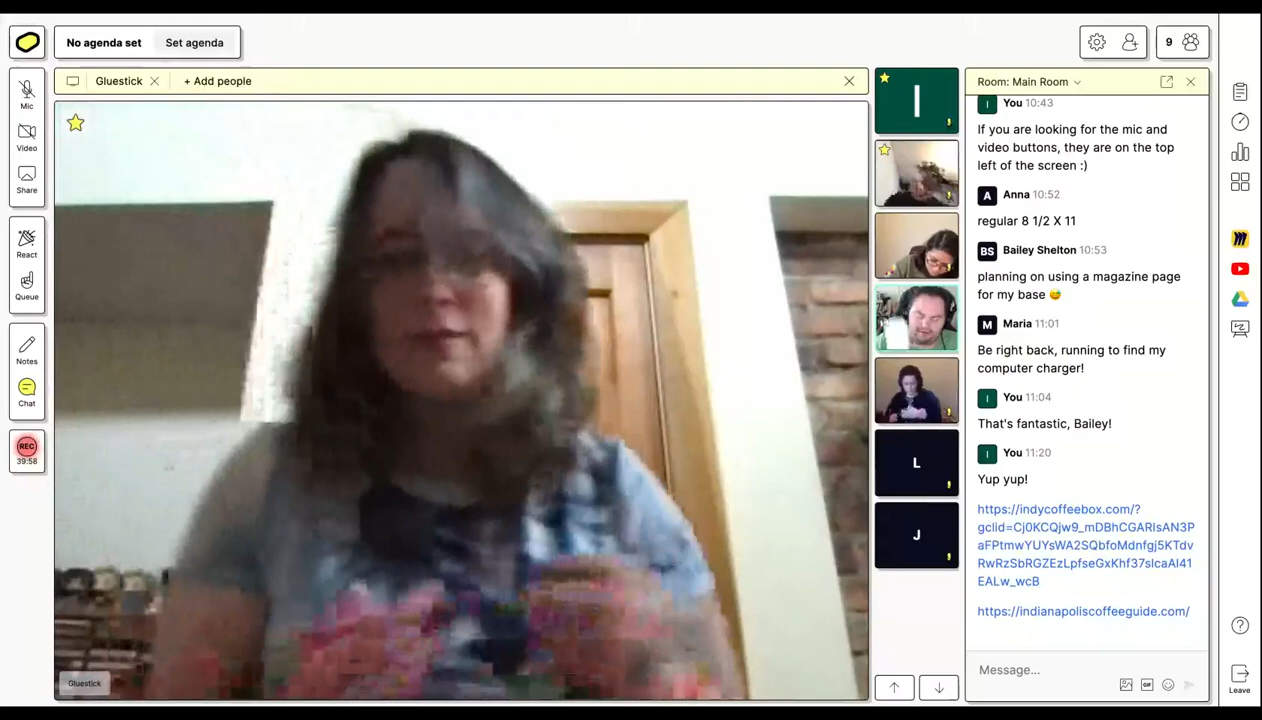 No agenda set
Set agenda
9
Mic
Video
Share
React
Queue
Notes
Chat
REC
39:58
Gluestick
+ Add people
Gluestick
I
L
J
Room: Main Room
I You 10:43
If you are looking for the mic and
video buttons, they are on the top
left of the screen :)
A Anna 10:52
regular 8 1/2 X 11
BS Bailey Shelton 10:53
planning on using a magazine page
for my base 😅
M Maria 11:01
Be right back, running to find my
computer charger!
I You 11:04
That's fantastic, Bailey!
I You 11:20
Yup yup!
https://indycoffeebox.com/?
gclid=Cj0KCQjw9_mDBhCGARIsAN3P
aFPtmwYUYsWA2SQbfoMdnfgj5KTdv
RwRzSbRGZEzLpfseGxKhf37slcaAl41
EALw_wcB
https://indianapoliscoffeeguide.com/
Message...
GIF
Leave